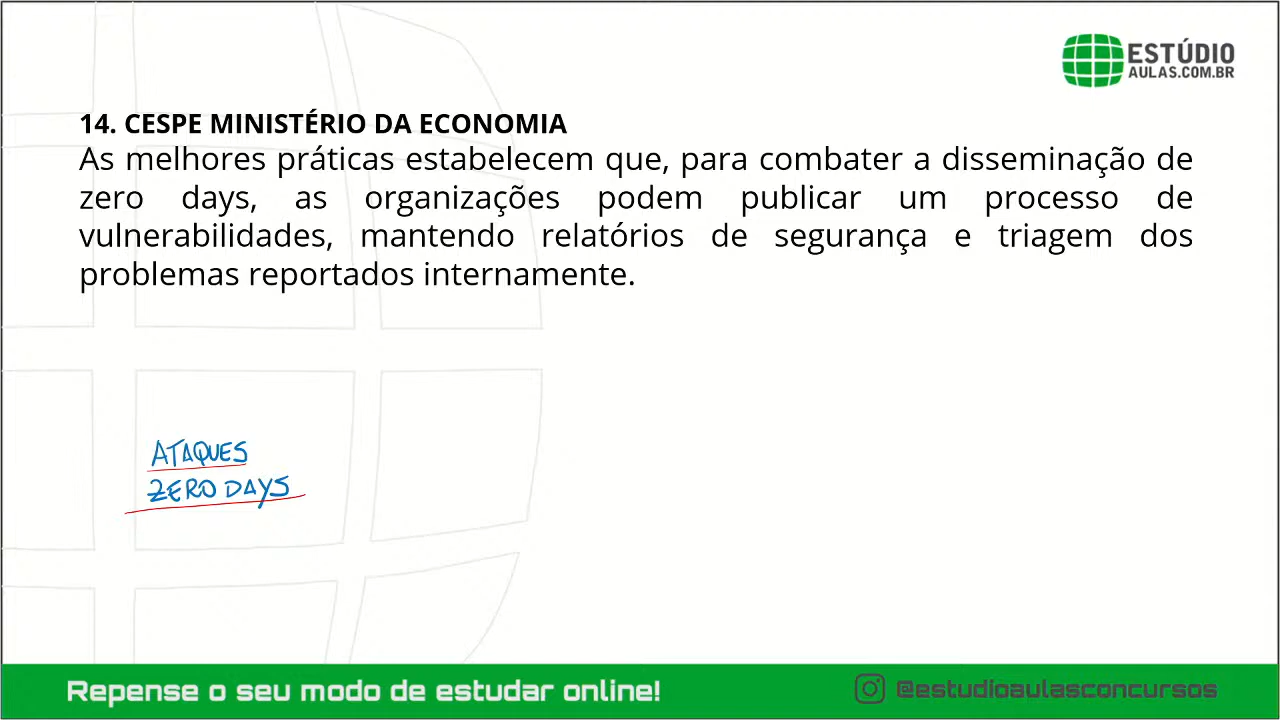 ESTÚDIO
AULAS.COM.BR
14. CESPE MINISTÉRIO DA ECONOMIA
As melhores práticas estabelecem que, para combater a disseminação de
zero days, as organizações podem publicar um processo de
vulnerabilidades, mantendo relatórios de segurança e triagem dos
problemas reportados internamente.
ATAQUES
ZERO DAYS
Repense o seu modo de estudar online!
@estudioaulasconcursos